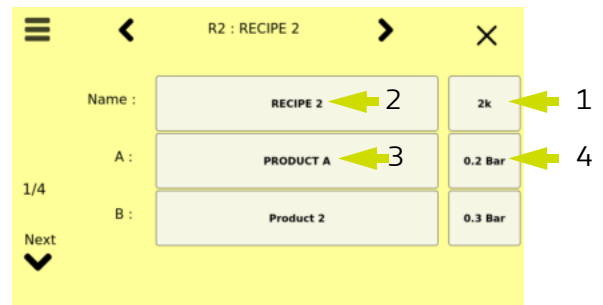 R2 : RECIPE 2
Name : RECIPE 2 2 2k 1
A : PRODUCT A 3 0.2 Bar 4
1/4
B : Product 2 0.3 Bar
Next